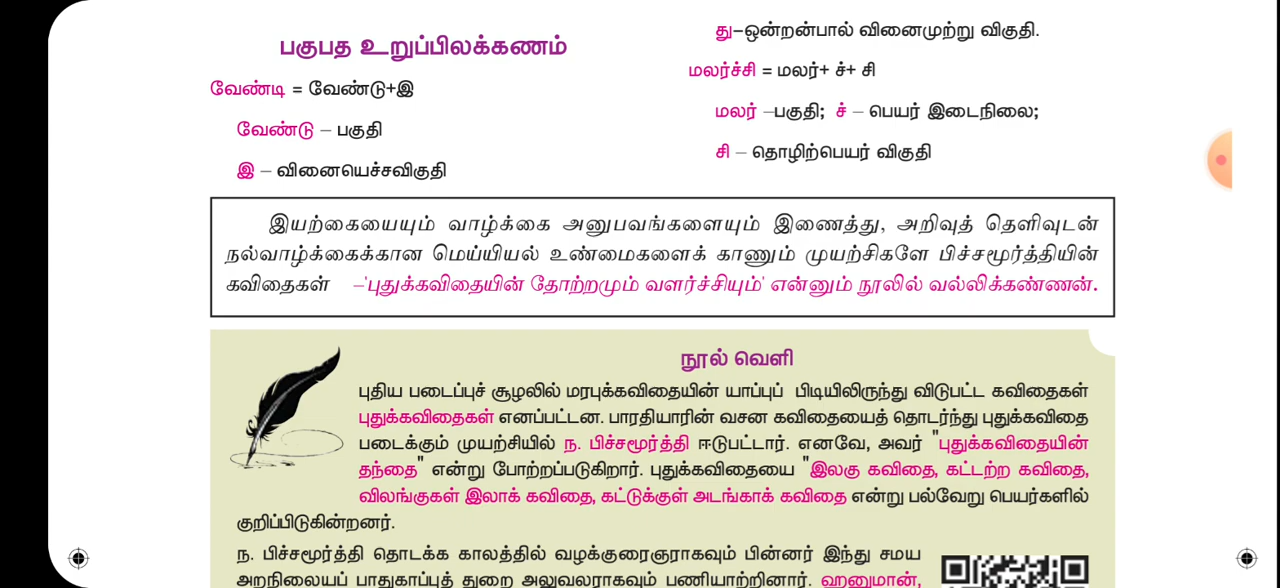 பகுபத உறுப்பிலக்கணம்
வேண்டி = வேண்டு+இ
வேண்டு – பகுதி
இ – வினையெச்சவிகுதி
து–ஒன்றன்பால் வினைமுற்று விகுதி.
மலர்ச்சி = மலர்+ ச்+ சி
மலர் –பகுதி; ச் – பெயர் இடைநிலை;
சி – தொழிற்பெயர் விகுதி
இயற்கையையும் வாழ்க்கை அனுபவங்களையும் இணைத்து, அறிவுத் தெளிவுடன்
நல்வாழ்க்கைக்கான மெய்யியல் உண்மைகளைக் காணும் முயற்சிகளே பிச்சமூர்த்தியின்
கவிதைகள் –'புதுக்கவிதையின் தோற்றமும் வளர்ச்சியும்' என்னும் நூலில் வல்லிக்கண்ணன்.
நூல் வெளி
புதிய படைப்புச் சூழலில் மரபுக்கவிதையின் யாப்புப் பிடியிலிருந்து விடுபட்ட கவிதைகள்
புதுக்கவிதைகள் எனப்பட்டன. பாரதியாரின் வசன கவிதையைத் தொடர்ந்து புதுக்கவிதை
படைக்கும் முயற்சியில் ந. பிச்சமூர்த்தி ஈடுபட்டார். எனவே, அவர் "புதுக்கவிதையின்
தந்தை" என்று போற்றப்படுகிறார். புதுக்கவிதையை "இலகு கவிதை, கட்டற்ற கவிதை,
விலங்குகள் இலாக் கவிதை, கட்டுக்குள் அடங்காக் கவிதை என்று பல்வேறு பெயர்களில்
குறிப்பிடுகின்றனர்.
ந. பிச்சமூர்த்தி தொடக்க காலத்தில் வழக்குரைஞராகவும் பின்னர் இந்து சமய
அறநிலையப் பாதுகாப்புத் துறை அலுவலராகவும் பணியாற்றினார். ஹனுமான்,